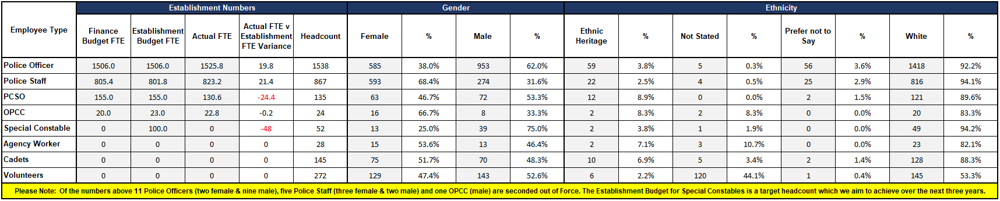 Establishment Numbers Gender Ethnicity
Employee Type Finance Budget FTE Establishment Budget FTE Actual FTE Actual FTE v Establishment FTE Variance Headcount Female % Male % Ethnic Heritage % Not Stated % Prefer not to Say % White %
Police Officer 1506.0 1506.0 1525.8 19.8 1538 585 38.0% 953 62.0% 59 3.8% 5 0.3% 56 3.6% 1418 92.2%
Police Staff 805.4 801.8 823.2 21.4 867 593 68.4% 274 31.6% 22 2.5% 4 0.5% 25 2.9% 816 94.1%
PCSO 155.0 155.0 130.6 -24.4 135 63 46.7% 72 53.3% 12 8.9% 0 0.0% 2 1.5% 121 89.6%
OPCC 20.0 23.0 22.8 -0.2 24 16 66.7% 8 33.3% 2 8.3% 2 8.3% 0 0.0% 20 83.3%
Special Constable 0 100.0 0 -48 52 13 25.0% 39 75.0% 2 3.8% 1 1.9% 0 0.0% 49 94.2%
Agency Worker 0 0 0 0 28 15 53.6% 13 46.4% 2 7.1% 3 10.7% 0 0.0% 23 82.1%
Cadets 0 0 0 0 145 75 51.7% 70 48.3% 10 6.9% 5 3.4% 2 1.4% 128 88.3%
Volunteers 0 0 0 0 272 129 47.4% 143 52.6% 6 2.2% 120 44.1% 1 0.4% 145 53.3%
Please Note: Of the numbers above 11 Police Officers (two female & nine male), five Police Staff (three female & two male) and one OPCC (male) are seconded out of Force. The Establishment Budget for Special Constables is a target headcount which we aim to achieve over the next three years.